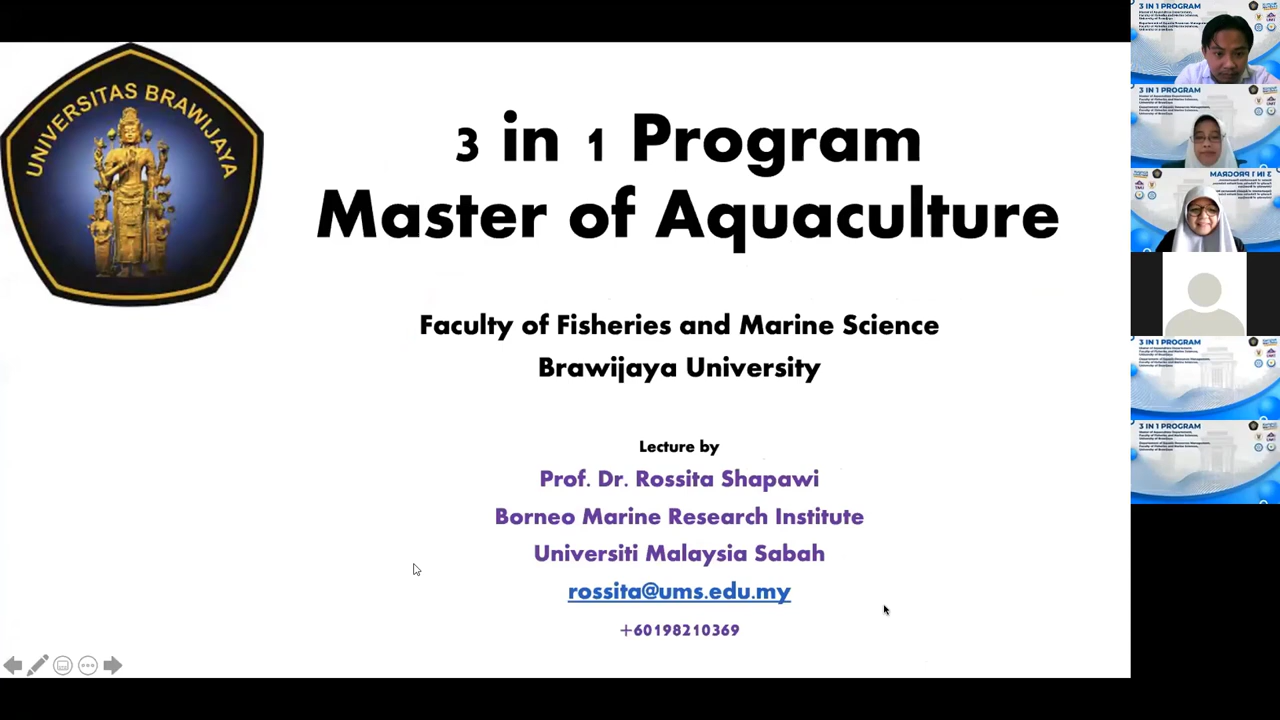 UNIVERSITAS BRAWIJAYA
3 in 1 Program
Master of Aquaculture
Faculty of Fisheries and Marine Science
Brawijaya University
Lecture by
Prof. Dr. Rossita Shapawi
Borneo Marine Research Institute
Universiti Malaysia Sabah
rossita@ums.edu.my
+60198210369
3 IN 1 PROGRAM
3 IN 1 PROGRAM
3 IN 1 PROGRAM
3 IN 1 PROGRAM
3 IN 1 PROGRAM